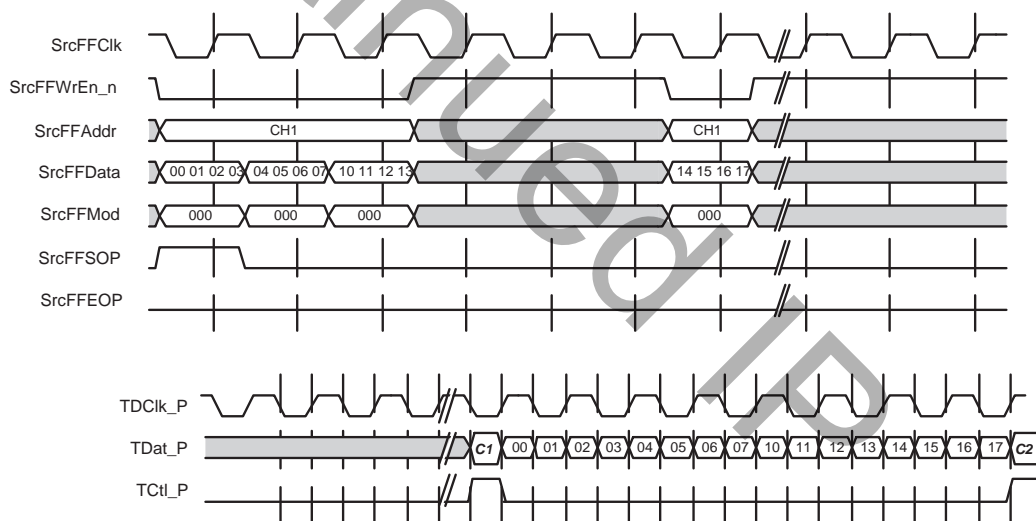 SrcFFClk
SrcFFWrEn_n
SrcFFAddr CH1 CH1
SrcFFData 00 01 02 03 04 05 06 07 10 11 12 13 14 15 16 17
SrcFFMod 000 000 000 000
SrcFFSOP
SrcFFEOP
TDClk_P
TDat_P C1 00 01 02 03 04 05 06 07 10 11 12 13 14 15 16 17 C2
TCtl_P
inued IP